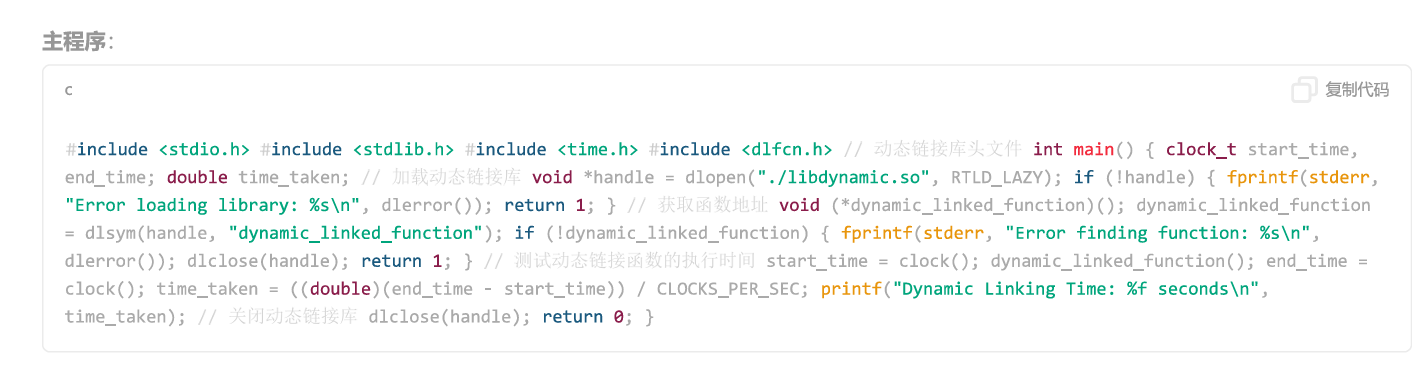 主程序:
c
复制代码
#include <stdio.h> #include <stdlib.h> #include <time.h> #include <dlfcn.h> // 动态链接库头文件 int main() { clock_t start_time,
end_time; double time_taken; // 加载动态链接库 void *handle = dlopen("./libdynamic.so", RTLD_LAZY); if (!handle) { fprintf(stderr,
"Error loading library: %s\n", dlerror()); return 1; } // 获取函数地址 void (*dynamic_linked_function)(); dynamic_linked_function
= dlsym(handle, "dynamic_linked_function"); if (!dynamic_linked_function) { fprintf(stderr, "Error finding function: %s\n",
dlerror()); dlclose(handle); return 1; } // 测试动态链接函数的执行时间 start_time = clock(); dynamic_linked_function(); end_time =
clock(); time_taken = ((double)(end_time - start_time)) / CLOCKS_PER_SEC; printf("Dynamic Linking Time: %f seconds\n",
time_taken); // 关闭动态链接库 dlclose(handle); return 0; }